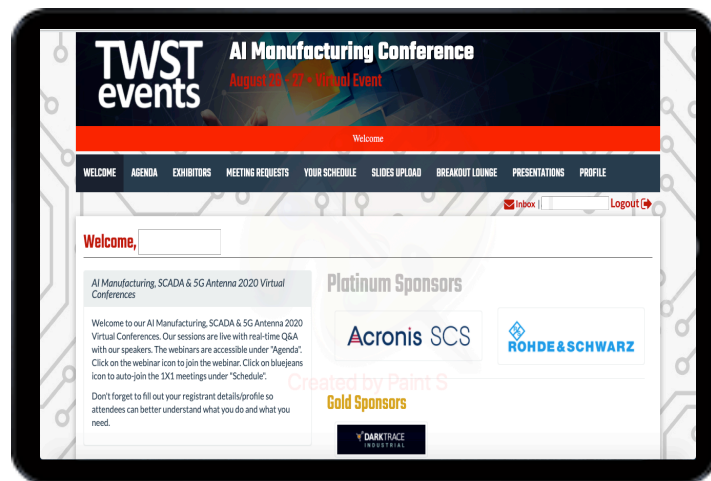 TWST
events
AI Manufacturing Conference
August 26 - 27 • Virtual Event
Welcome
WELCOME AGENDA EXHIBITORS MEETING REQUESTS YOUR SCHEDULE SLIDES UPLOAD BREAKOUT LOUNGE PRESENTATIONS PROFILE
Inbox | Logout
Welcome,
AI Manufacturing, SCADA & 5G Antenna 2020 Virtual
Conferences
Welcome to our AI Manufacturing, SCADA & 5G Antenna 2020
Virtual Conferences. Our sessions are live with real-time Q&A
with our speakers. The webinars are accessible under "Agenda".
Click on the webinar icon to join the webinar. Click on bluejeans
icon to auto-join the 1X1 meetings under "Schedule".
Don't forget to fill out your registrant details/profile so
attendees can better understand what you do and what you
need.
Platinum Sponsors
Acronis SCS
ROHDE & SCHWARZ
Created by Paint S
Gold Sponsors
DARKTRACE
INDUSTRIAL